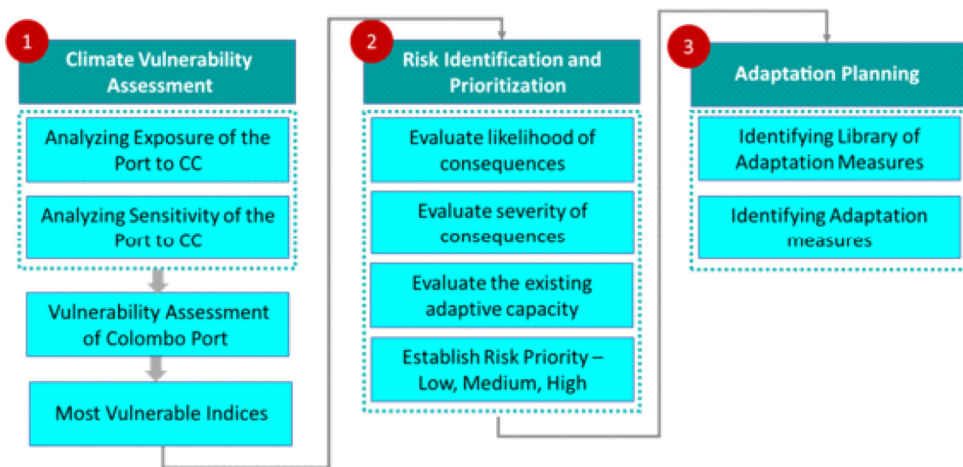 1
Climate Vulnerability
Assessment
Analyzing Exposure of the
Port to CC
Analyzing Sensitivity of the
Port to CC
Vulnerability Assessment
of Colombo Port
Most Vulnerable Indices
2
Risk Identification and
Prioritization
Evaluate likelihood of
consequences
Evaluate severity of
consequences
Evaluate the existing
adaptive capacity
Establish Risk Priority –
Low, Medium, High
3
Adaptation Planning
Identifying Library of
Adaptation Measures
Identifying Adaptation
measures